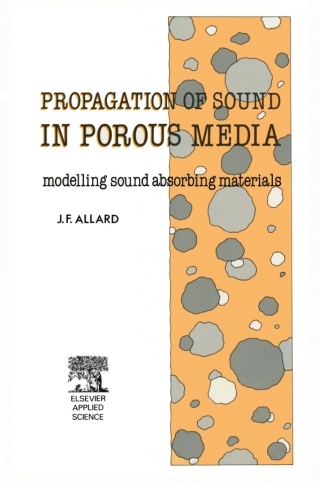 PROPAGATION OF SOUND
IN POROUS MEDIA
modelling sound absorbing materials
J.F. ALLARD
ELSEVIER
APPLIED
SCIENCE